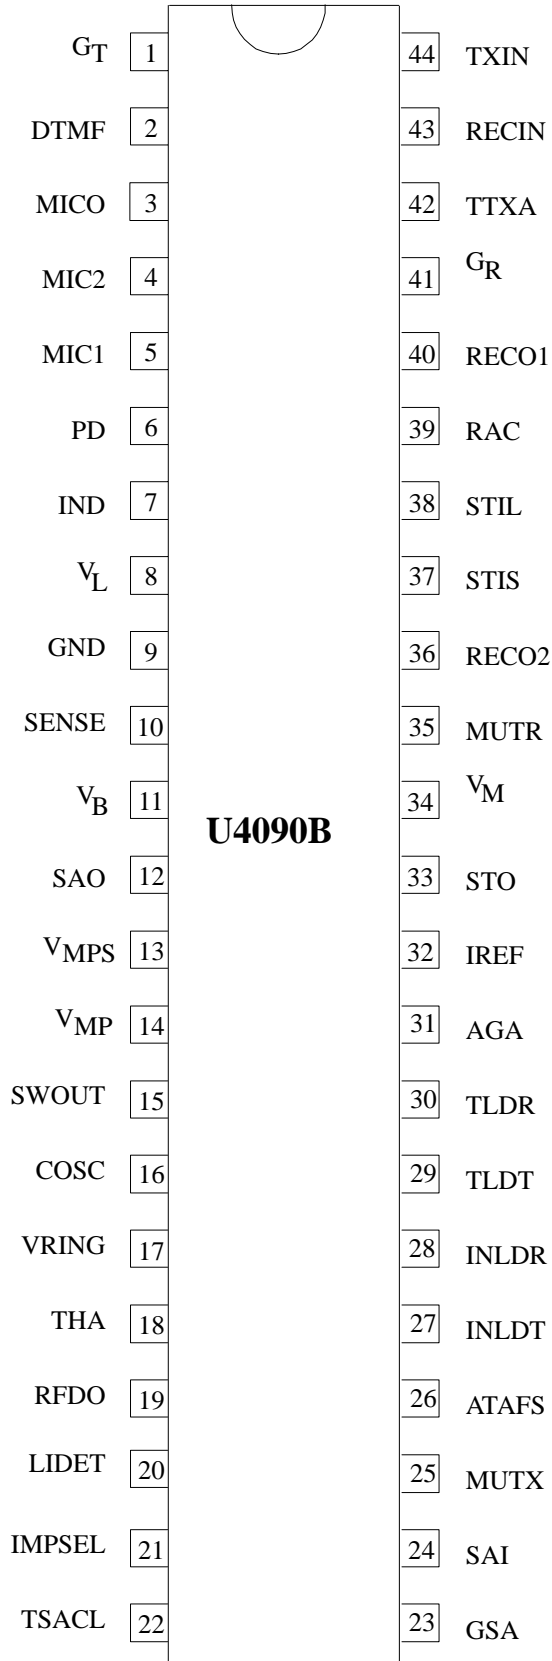 GT 1 44 TXIN
DTMF 2 43 RECIN
MICO 3 42 TTXA
MIC2 4 41 GR
MIC1 5 40 RECO1
PD 6 39 RAC
IND 7 38 STIL
VL 8 37 STIS
GND 9 36 RECO2
SENSE 10 35 MUTR
VB 11 34 VM
U4090B
SAO 12 33 STO
VMPS 13 32 IREF
VMP 14 31 AGA
SWOUT 15 30 TLDR
COSC 16 29 TLDT
VRING 17 28 INLDR
THA 18 27 INLDT
RFDO 19 26 ATAFS
LIDET 20 25 MUTX
IMPSEL 21 24 SAI
TSACL 22 23 GSA